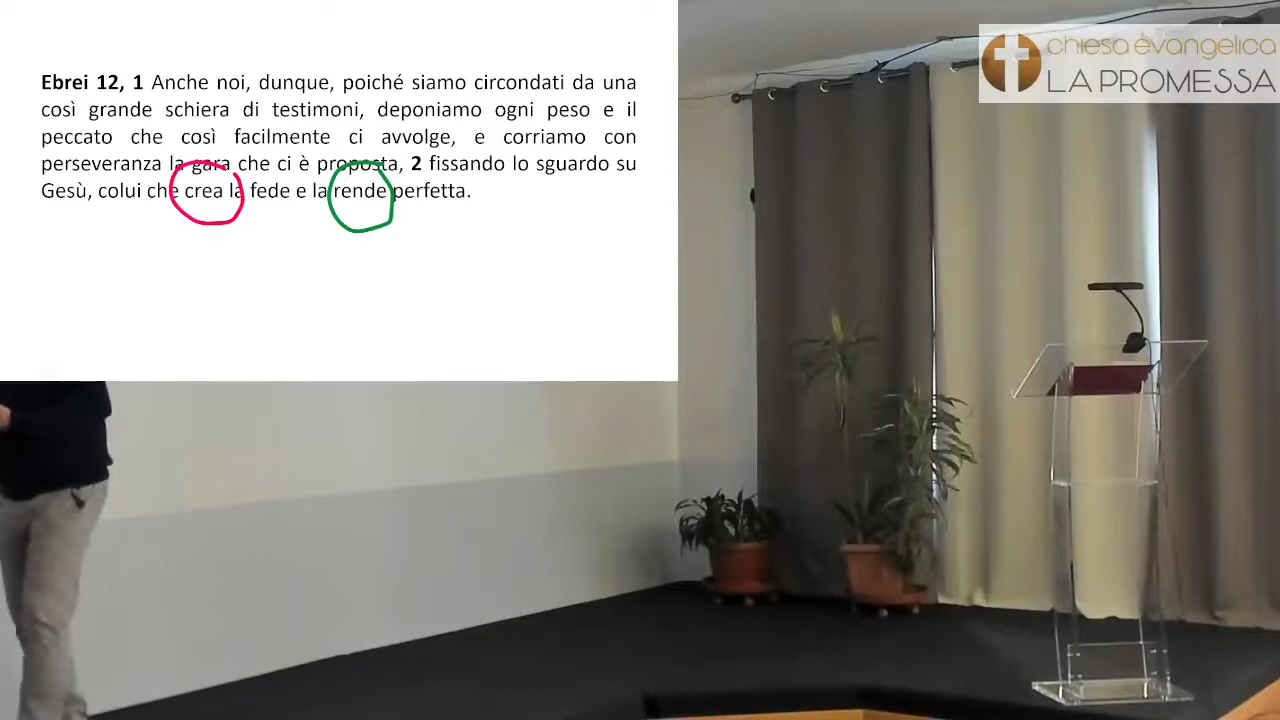 Ebrei 12, 1 Anche noi, dunque, poiché siamo circondati da una
così grande schiera di testimoni, deponiamo ogni peso e il
peccato che così facilmente ci avvolge, e corriamo con
perseveranza la gara che ci è proposta, 2 fissando lo sguardo su
Gesù, colui che crea la fede e la rende perfetta.
chiesa evangelica
LA PROMESSA